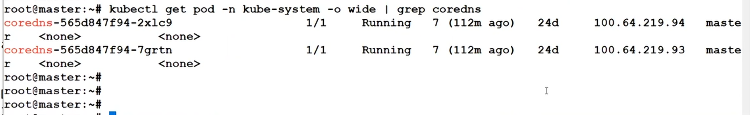 root@master:~# kubectl get pod -n kube-system -o wide | grep coredns
coredns-565d847f94-2xlc9 1/1 Running 7 (112m ago) 24d 100.64.219.94 maste
r <none> <none>
coredns-565d847f94-7grtn 1/1 Running 7 (112m ago) 24d 100.64.219.93 maste
r <none> <none>
root@master:~#
root@master:~#
root@master:~#
root@master:~#